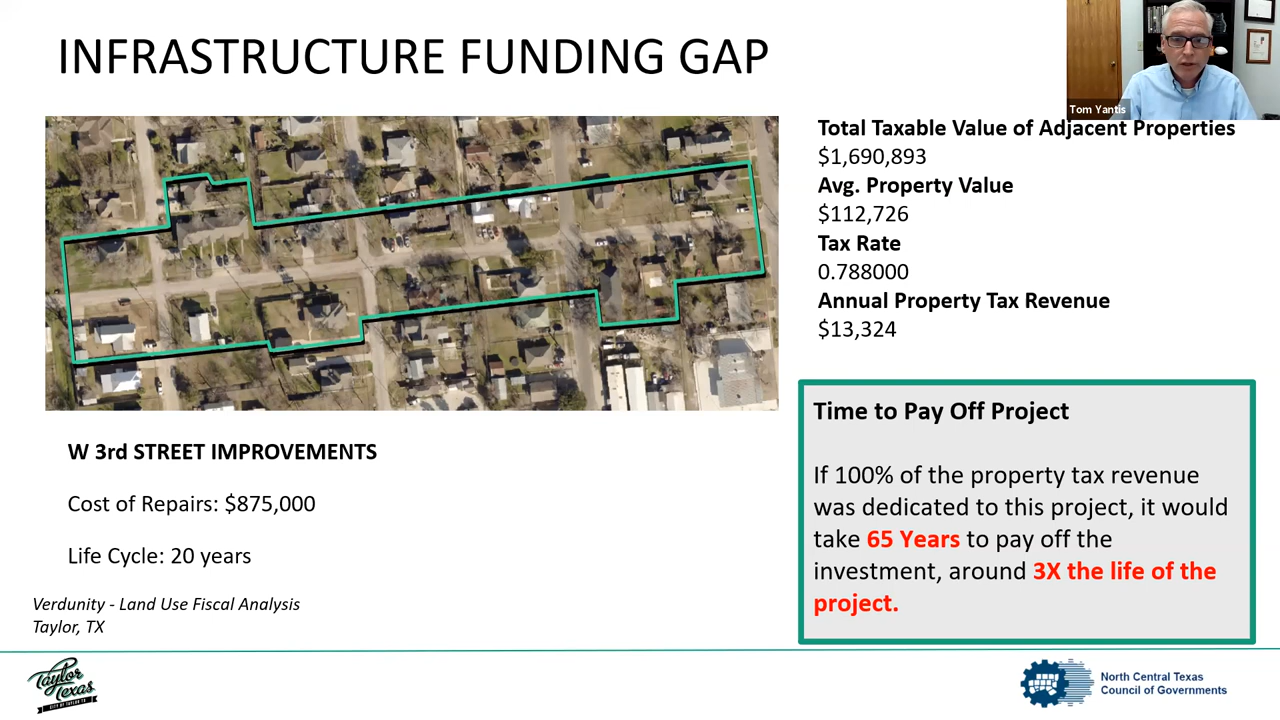 INFRASTRUCTURE FUNDING GAP
Tom Yantis
Total Taxable Value of Adjacent Properties
$1,690,893
Avg. Property Value
$112,726
Tax Rate
0.788000
Annual Property Tax Revenue
$13,324
W 3rd STREET IMPROVEMENTS
Cost of Repairs: $875,000
Life Cycle: 20 years
Verdunity - Land Use Fiscal Analysis
Taylor, TX
Time to Pay Off Project
If 100% of the property tax revenue
was dedicated to this project, it would
take 65 Years to pay off the
investment, around 3X the life of the
project.
Taylor
Texas
CITY OF TAYLOR TX
North Central Texas
Council of Governments